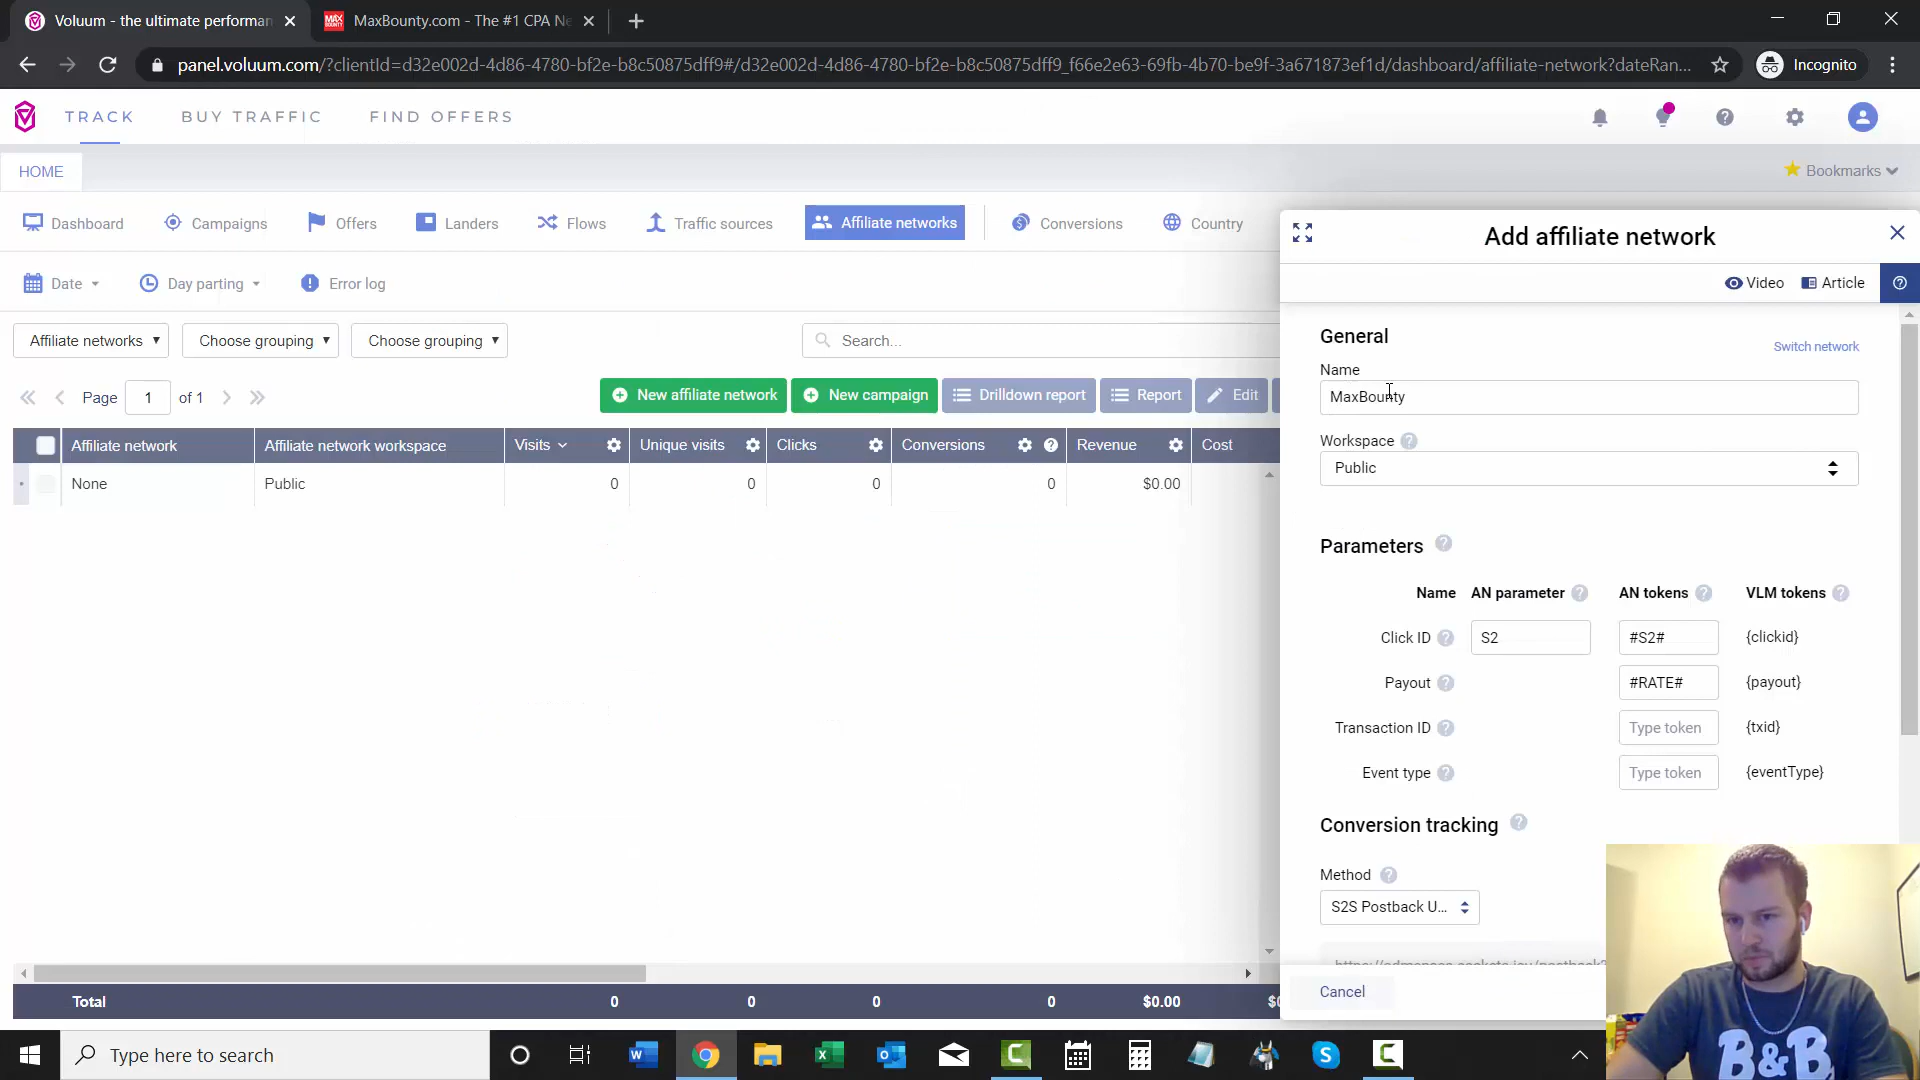 Voluum - the ultimate performan
MaxBounty.com - The #1 CPA Ne
panel.voluum.com/?clientId=d32e002d-4d86-4780-bf2e-b8c50875dff9#/d32e002d-4d86-4780-bf2e-b8c50875dff9_f66e2e63-69fb-4b70-be9f-3a671873ef1d/dashboard/affiliate-network?dateRan...
Incognito
TRACK
BUY TRAFFIC
FIND OFFERS
HOME
Bookmarks
Dashboard
Campaigns
Offers
Landers
Flows
Traffic sources
Affiliate networks
Conversions
Country
Date
Day parting
Error log
Affiliate networks
Choose grouping
Choose grouping
Search...
Page 1 of 1
New affiliate network
New campaign
Drilldown report
Report
Edit
Affiliate network
Affiliate network workspace
Visits
Unique visits
Clicks
Conversions
Revenue
Cost
None Public 0 0 0 0 $0.00
Total 0 0 0 0 $0.00
Add affiliate network
Video
Article
General
Switch network
Name
MaxBounty
Workspace
Public
Parameters
Name AN parameter AN tokens VLM tokens
Click ID S2 #S2# {clickid}
Payout #RATE# {payout}
Transaction ID Type token {txid}
Event type Type token {eventType}
Conversion tracking
Method
S2S Postback U...
Cancel
Type here to search
B&B